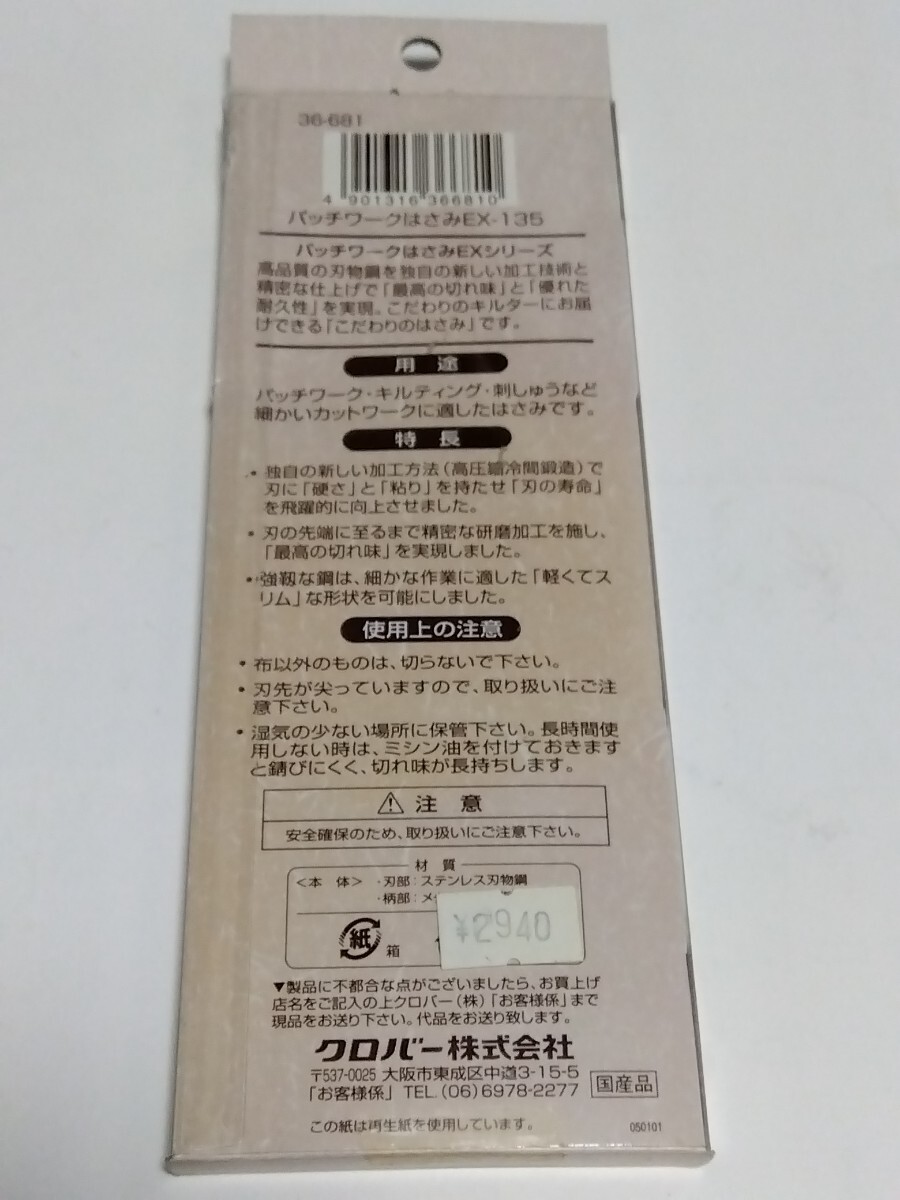 36-681
4 901316 366810
パッチワークはさみEX-135
パッチワークはさみEXシリーズ
高品質の刃物鋼を独自の新しい加工技術と
精密な仕上げで「最高の切れ味」と「優れた
耐久性」を実現。こだわりのキルターにお届
けできる「こだわりのはさみ」です。
用 途
パッチワーク・キルティング・刺しゅうなど
細かいカットワークに適したはさみです。
特 長
・独自の新しい加工方法(高圧縮冷間鍛造)で
刃に「硬さ」と「粘り」を持たせ「刃の寿命」
を飛躍的に向上させました。
・刃の先端に至るまで精密な研磨加工を施し、
「最高の切れ味」を実現しました。
・強靱な鋼は、細かな作業に適した「軽くてス
リム」な形状を可能にしました。
使用上の注意
・布以外のものは、切らないで下さい。
・刃先が尖っていますので、取り扱いにご注
意下さい。
・湿気の少ない場所に保管下さい。長時間使
用しない時は、ミシン油を付けておきます
と錆びにくく、切れ味が長持ちします。
⚠ 注 意
安全確保のため、取り扱いにご注意下さい。
材 質
<本 体> ・刃部:ステンレス刃物鋼
・柄部:メ
紙 箱
¥2940
▼製品に不都合な点がございましたら、お買上げ
店名をご記入の上クロバー(株)「お客様係」まで
現品をお送り下さい。代品をお送り致します。
クロバー株式会社
〒537-0025 大阪市東成区中道3-15-5
「お客様係」 TEL.(06)6978-2277
国産品
この紙は再生紙を使用しています。
050101